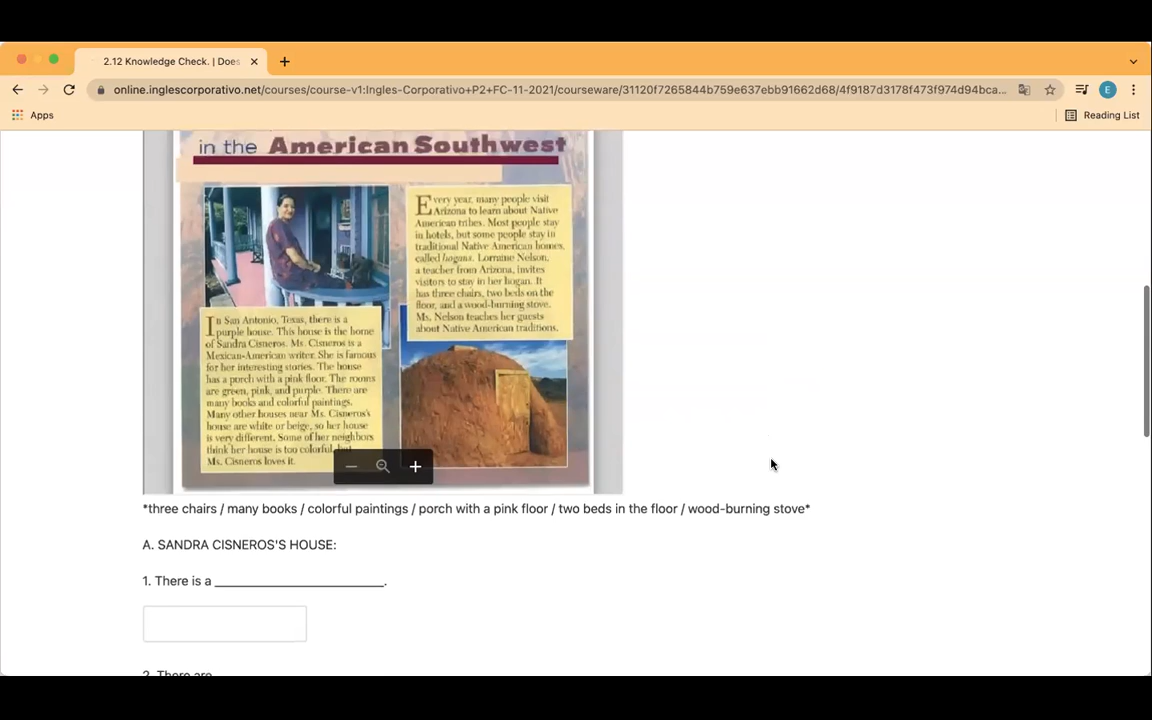 2.12 Knowledge Check. | Does
online.inglescorporativo.net/courses/course-v1:Ingles-Corporativo+P2+FC-11-2021/courseware/31120f7265844b759e637ebb91662d68/4f9187d3178f473f974d94bca...
E
Apps
Reading List
in the American Southwest
Every year, many people visit
Arizona to learn about Native
American tribes. Most people stay
in hotels, but some people stay in
traditional Native American homes,
called hogans. Lorraine Nelson,
a teacher from Arizona, invites
visitors to stay in her hogan. It
has three chairs, two beds on the
floor, and a wood-burning stove.
Ms. Nelson teaches her guests
about Native American traditions.
In San Antonio, Texas, there is a
purple house. This house is the home
of Sandra Cisneros. Ms. Cisneros is a
Mexican-American writer. She is famous
for her interesting stories. The house
has a porch with a pink floor. The rooms
are green, pink, and purple. There are
many books and colorful paintings.
Many other houses near Ms. Cisneros's
house are white or beige, so her house
is very different. Some of her neighbors
think her house is too colorful, but
Ms. Cisneros loves it.
*three chairs / many books / colorful paintings / porch with a pink floor / two beds in the floor / wood-burning stove*
A. SANDRA CISNEROS'S HOUSE:
1. There is a ________________________.
2. There are